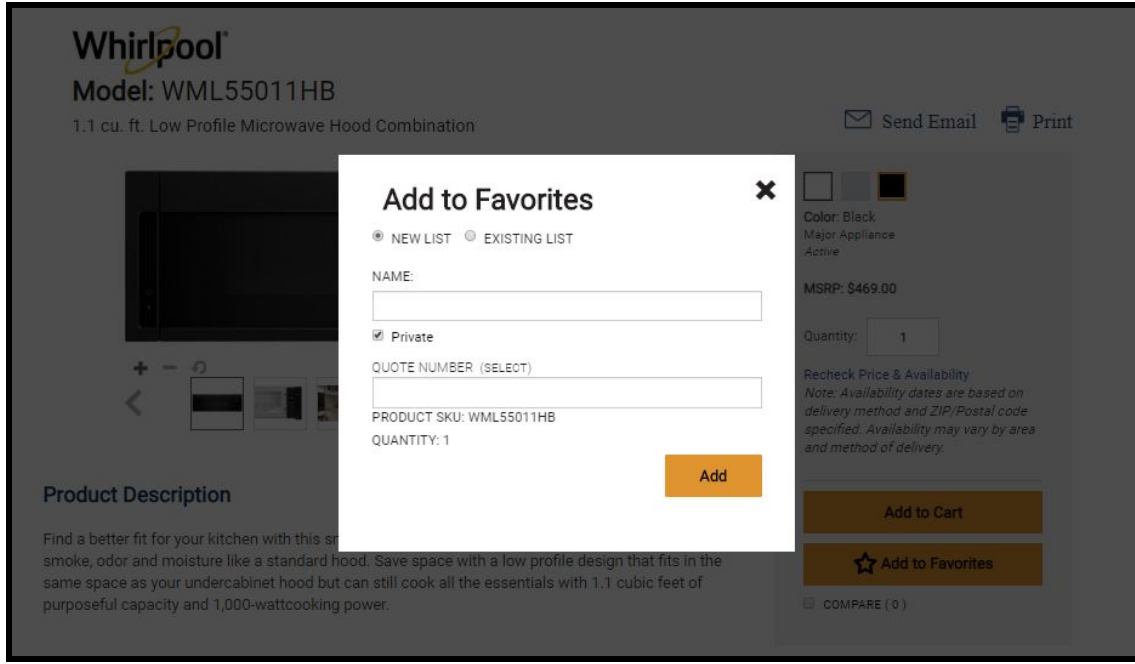 Whirlpool
Model: WML55011HB
1.1 cu. ft. Low Profile Microwave Hood Combination
Send Email Print
Add to Favorites
NEW LIST EXISTING LIST
NAME:
Private
QUOTE NUMBER (SELECT)
PRODUCT SKU: WML55011HB
QUANTITY: 1
Add
Color: Black
Major Appliance
Active
MSRP: $469.00
Quantity: 1
Recheck Price & Availability
Note: Availability dates are based on
delivery method and ZIP/Postal code
specified. Availability may vary by area
and method of delivery.
Add to Cart
Add to Favorites
COMPARE ( 0 )
Product Description
Find a better fit for your kitchen with this
smoke, odor and moisture like a standard hood. Save space with a low profile design that fits in the
same space as your undercabinet hood but can still cook all the essentials with 1.1 cubic feet of
purposeful capacity and 1,000-wattcooking power.